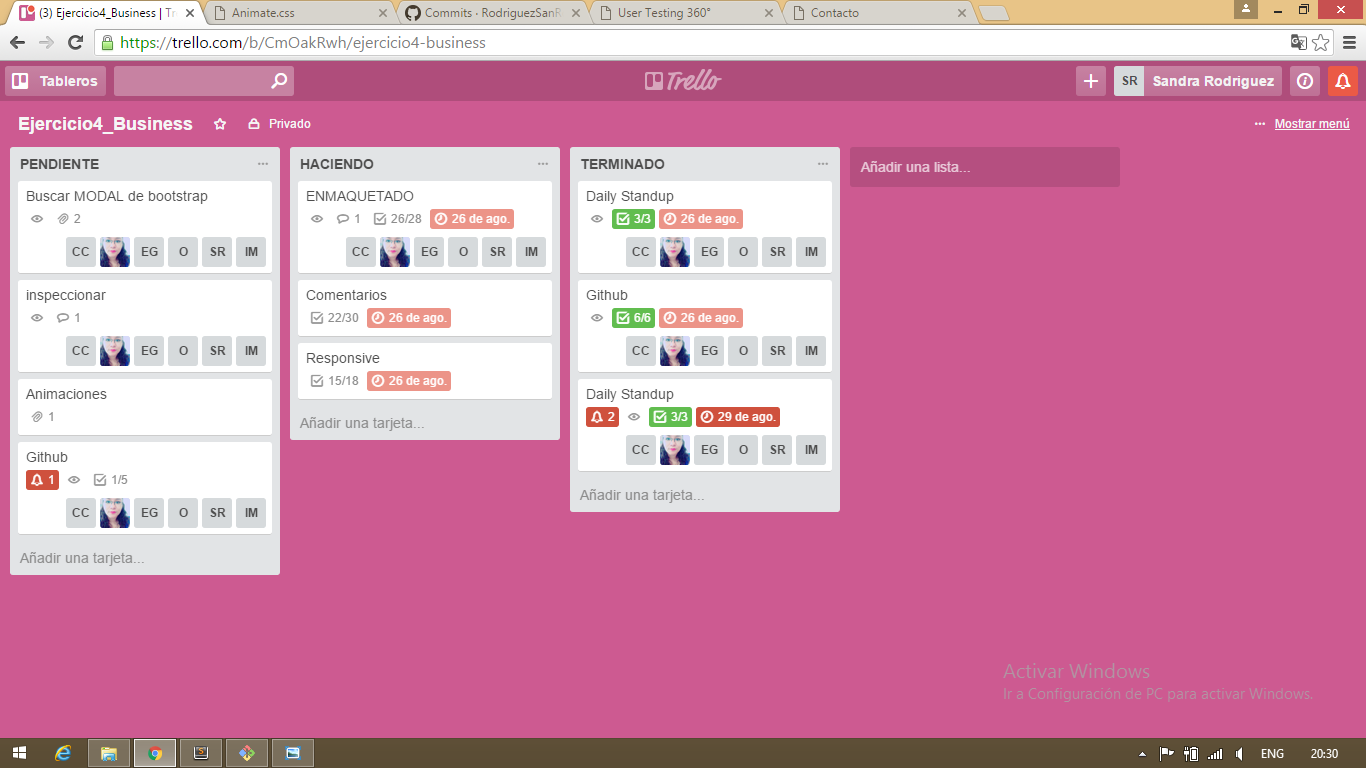 (3) Ejercicio4_Business | Tr
Animate.css
Commits - RodriguezSanR
User Testing 360°
Contacto
https://trello.com/b/CmOakRwh/ejercicio4-business
Tableros
Trello
SR
Sandra Rodriguez
Ejercicio4_Business
Privado
Mostrar menú
PENDIENTE
Buscar MODAL de bootstrap
2
CC EG O SR IM
inspeccionar
1
CC EG O SR IM
Animaciones
1
Github
1 1/5
CC EG O SR IM
Añadir una tarjeta...
HACIENDO
ENMAQUETADO
1 26/28 26 de ago.
CC EG O SR IM
Comentarios
22/30 26 de ago.
Responsive
15/18 26 de ago.
Añadir una tarjeta...
TERMINADO
Daily Standup
3/3 26 de ago.
CC EG O SR IM
Github
6/6 26 de ago.
CC EG O SR IM
Daily Standup
2 3/3 29 de ago.
CC EG O SR IM
Añadir una tarjeta...
Añadir una lista...
Activar Windows
Ir a Configuración de PC para activar Windows.
ENG
20:30